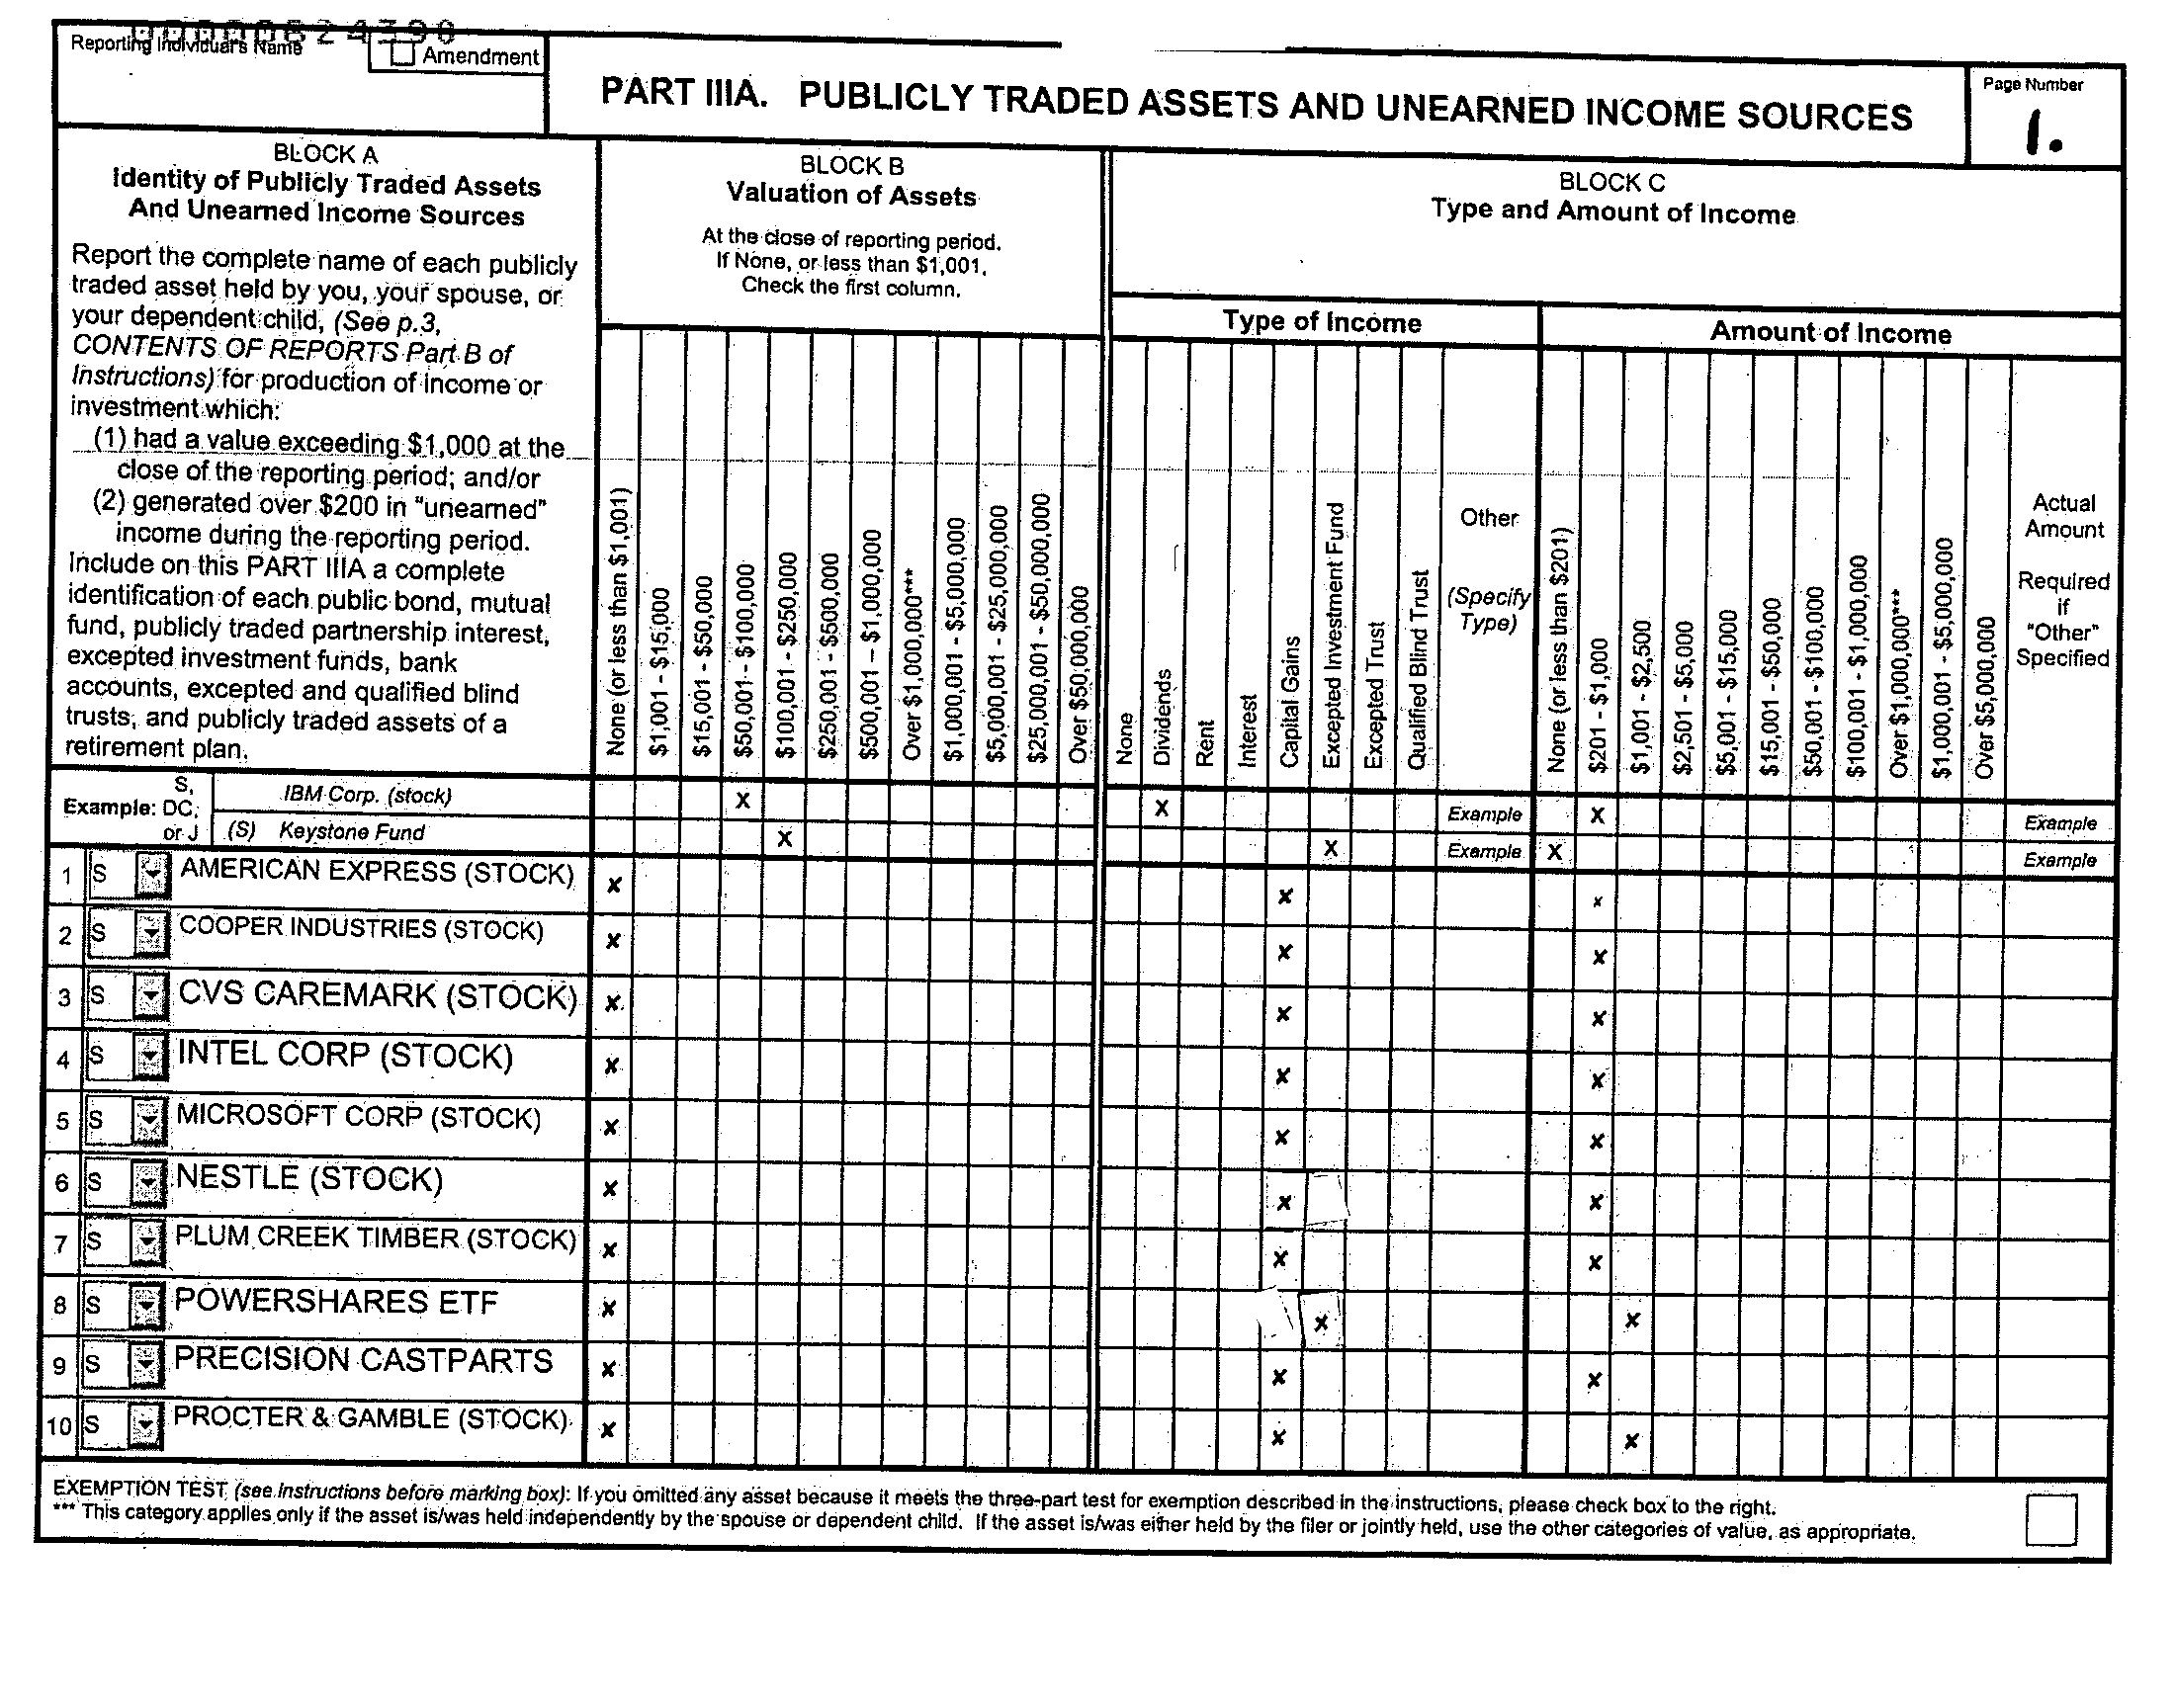 Reporting Individual's Name
Amendment
PART IIIA. PUBLICLY TRADED ASSETS AND UNEARNED INCOME SOURCES
Page Number
1.
BLOCK A
Identity of Publicly Traded Assets
And Unearned Income Sources
Report the complete name of each publicly
traded asset held by you, your spouse, or
your dependent child, (See p.3,
CONTENTS OF REPORTS Part B of
Instructions) for production of income or
investment which:
(1) had a value exceeding $1,000 at the
close of the reporting period; and/or
(2) generated over $200 in "unearned"
income during the reporting period.
Include on this PART IIIA a complete
identification of each public bond, mutual
fund, publicly traded partnership interest,
excepted investment funds, bank
accounts, excepted and qualified blind
trusts, and publicly traded assets of a
retirement plan.
BLOCK B
Valuation of Assets
At the close of reporting period.
If None, or less than $1,001,
Check the first column.
None (or less than $1,001)
$1,001 - $15,000
$15,001 - $50,000
$50,001 - $100,000
$100,001 - $250,000
$250,001 - $500,000
$500,001 – $1,000,000
Over $1,000,000***
$1,000,001 - $5,000,000
$5,000,001 - $25,000,000
$25,000,001 - $50,000,000
Over $50,000,000
BLOCK C
Type and Amount of Income
Type of Income
None
Dividends
Rent
Interest
Capital Gains
Excepted Investment Fund
Excepted Trust
Qualified Blind Trust
Other
(Specify
Type)
Amount of Income
None (or less than $201)
$201 - $1,000
$1,001 - $2,500
$2,501 - $5,000
$5,001 - $15,000
$15,001 - $50,000
$50,001 - $100,000
$100,001 - $1,000,000
Over $1,000,000***
$1,000,001 - $5,000,000
Over $5,000,000
Actual
Amount
Required
if
"Other"
Specified
S,
Example: DC,
or J
IBM Corp. (stock) X X Example X Example
(S) Keystone Fund X X Example X Example
1 S AMERICAN EXPRESS (STOCK) x x x
2 S COOPER INDUSTRIES (STOCK) x x x
3 S CVS CAREMARK (STOCK) x x x
4 S INTEL CORP (STOCK) x x x
5 S MICROSOFT CORP (STOCK) x x x
6 S NESTLE (STOCK) x x x
7 S PLUM CREEK TIMBER (STOCK) x x x
8 S POWERSHARES ETF x x x
9 S PRECISION CASTPARTS x x x
10 S PROCTER & GAMBLE (STOCK) x x x
EXEMPTION TEST (see instructions before marking box): If you omitted any asset because it meets the three-part test for exemption described in the instructions, please check box to the right.
*** This category applies only if the asset is/was held independently by the spouse or dependent child. If the asset is/was either held by the filer or jointly held, use the other categories of value, as appropriate.